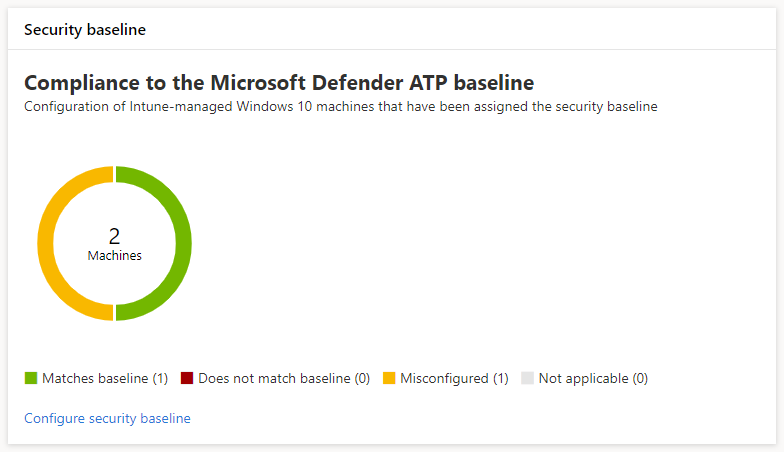 Security baseline
Compliance to the Microsoft Defender ATP baseline
Configuration of Intune-managed Windows 10 machines that have been assigned the security baseline
2
Machines
Matches baseline (1) Does not match baseline (0) Misconfigured (1) Not applicable (0)
Configure security baseline